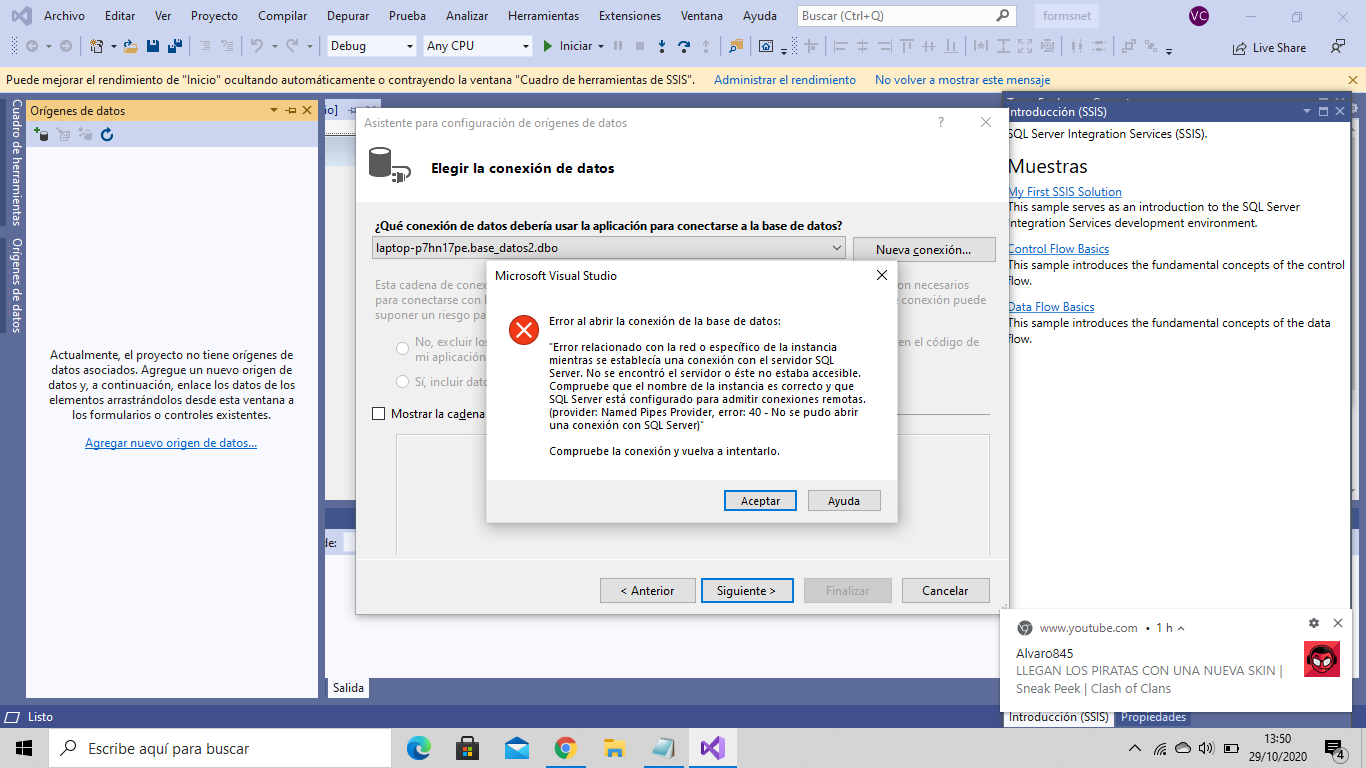 Archivo Editar Ver Proyecto Compilar Depurar Prueba Analizar Herramientas Extensiones Ventana Ayuda Buscar (Ctrl+Q) formsnet VC
Debug Any CPU Iniciar Live Share
Puede mejorar el rendimiento de "Inicio" ocultando automáticamente o contrayendo la ventana "Cuadro de herramientas de SSIS". Administrar el rendimiento No volver a mostrar este mensaje
Cuadro de herramientas
Orígenes de datos
Orígenes de datos
Actualmente, el proyecto no tiene orígenes de
datos asociados. Agregue un nuevo origen de
datos y, a continuación, enlace los datos de los
elementos arrastrándolos desde esta ventana a
los formularios o controles existentes.
Agregar nuevo origen de datos...
Asistente para configuración de orígenes de datos ?
Elegir la conexión de datos
¿Qué conexión de datos debería usar la aplicación para conectarse a la base de datos?
laptop-p7hn17pe.base_datos2.dbo
Nueva conexión...
Esta cadena de conex on necesarios
para conectarse con l e conexión puede
suponer un riesgo pa
No, excluir los en el código de
mi aplicación
Sí, incluir dato
Mostrar la cadena
Microsoft Visual Studio
Error al abrir la conexión de la base de datos:
"Error relacionado con la red o específico de la instancia
mientras se establecía una conexión con el servidor SQL
Server. No se encontró el servidor o éste no estaba accesible.
Compruebe que el nombre de la instancia es correcto y que
SQL Server está configurado para admitir conexiones remotas.
(provider: Named Pipes Provider, error: 40 - No se pudo abrir
una conexión con SQL Server)"
Compruebe la conexión y vuelva a intentarlo.
Aceptar Ayuda
< Anterior Siguiente > Finalizar Cancelar
de:
Salida
Introducción (SSIS)
SQL Server Integration Services (SSIS).
Muestras
My First SSIS Solution
This sample serves as an introduction to the SQL Server
Integration Services development environment.
Control Flow Basics
This sample introduces the fundamental concepts of the control
flow.
Data Flow Basics
This sample introduces the fundamental concepts of the data
flow.
www.youtube.com • 1 h
Alvaro845
LLEGAN LOS PIRATAS CON UNA NUEVA SKIN |
Sneak Peek | Clash of Clans
Introducción (SSIS) Propiedades
Listo
Escribe aquí para buscar
13:50
29/10/2020
4